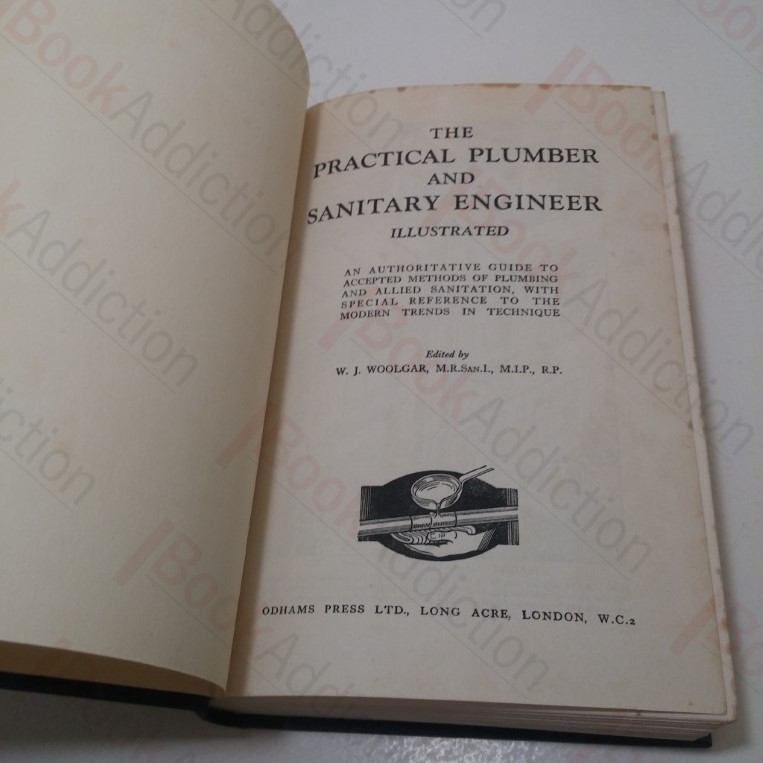 THE
PRACTICAL PLUMBER
AND
SANITARY ENGINEER
ILLUSTRATED
AN AUTHORITATIVE GUIDE TO
ACCEPTED METHODS OF PLUMBING
AND ALLIED SANITATION, WITH
SPECIAL REFERENCE TO THE
MODERN TRENDS IN TECHNIQUE
Edited by
W. J. WOOLGAR, M.R.SAN.I., M.I.P., R.P.
ODHAMS PRESS LTD., LONG ACRE, LONDON, W.C.2
BookAddiction